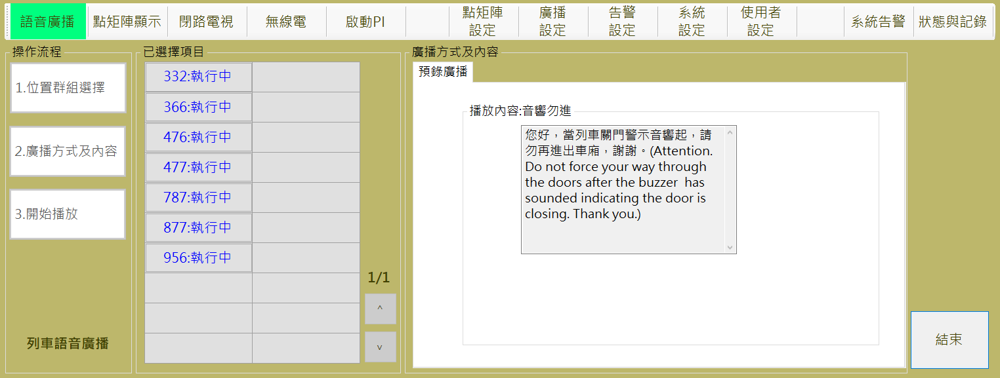 語音廣播
點矩陣顯示
閉路電視
無線電
啟動PI
點矩陣
設定
廣播
設定
告警
設定
系統
設定
使用者
設定
系統告警
狀態與記錄
操作流程
1.位置群組選擇
2.廣播方式及內容
3.開始播放
列車語音廣播
已選擇項目
332:執行中
366:執行中
476:執行中
477:執行中
787:執行中
877:執行中
956:執行中
1/1
^
v
廣播方式及內容
預錄廣播
播放內容:音響勿進
您好，當列車關門警示音響起，請
勿再進出車廂，謝謝。(Attention.
Do not force your way through
the doors after the buzzer  has
sounded indicating the door is
closing. Thank you.)
結束